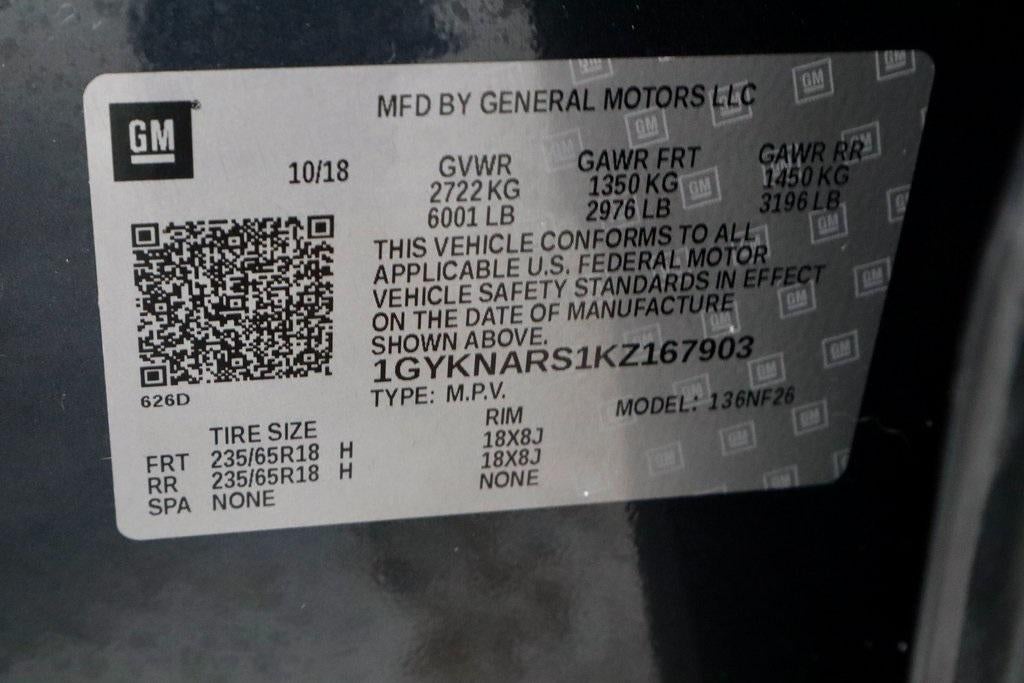 GM
MFD BY GENERAL MOTORS LLC
10/18
GVWR GAWR FRT GAWR RR
2722 KG 1350 KG 1450 KG
6001 LB 2976 LB 3196 LB
THIS VEHICLE CONFORMS TO ALL
APPLICABLE U.S. FEDERAL MOTOR
VEHICLE SAFETY STANDARDS IN EFFECT
ON THE DATE OF MANUFACTURE
SHOWN ABOVE.
1GYKNARS1KZ167903
TYPE: M.P.V. MODEL: 136NF26
626D
TIRE SIZE RIM
FRT 235/65R18 H 18X8J
RR 235/65R18 H 18X8J
SPA NONE NONE